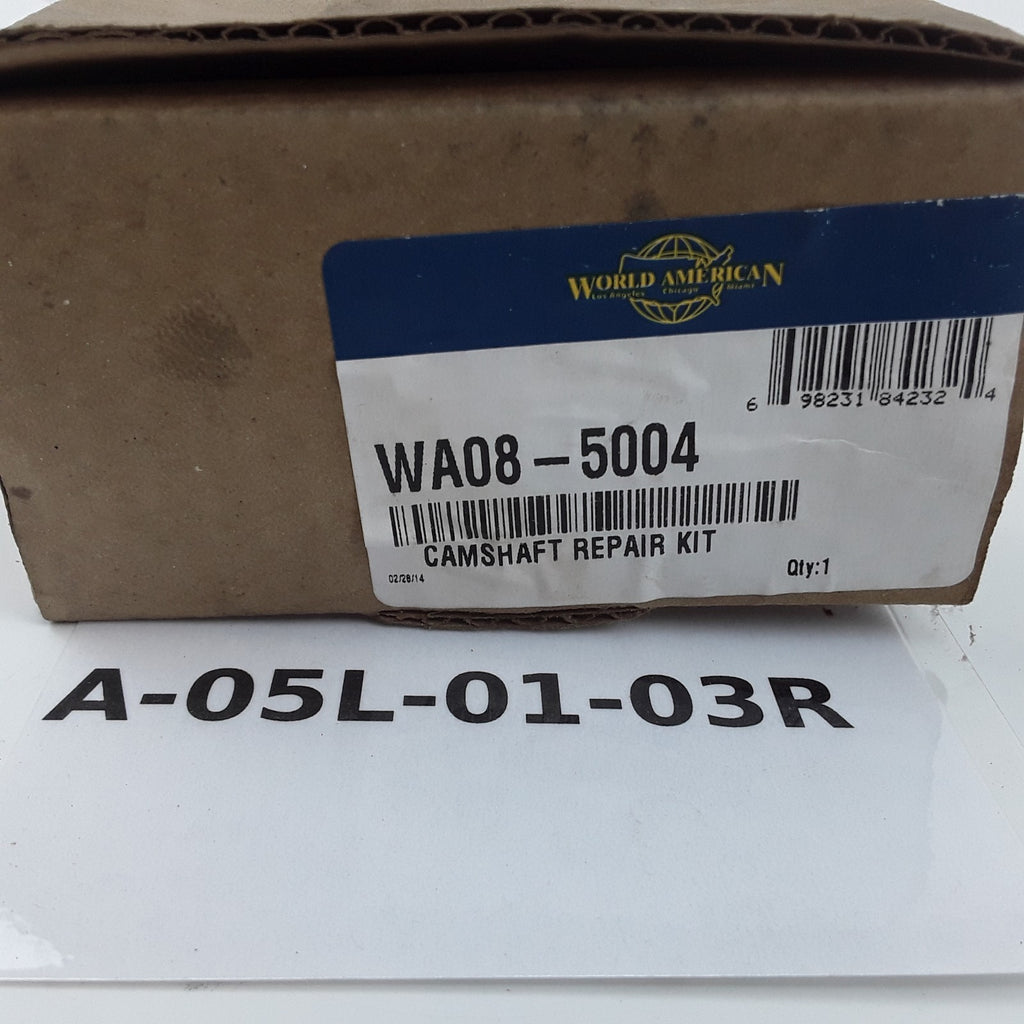 WORLD AMERICAN
Los Angeles Chicago Miami
6 98231 84232 4
WA08-5004
CAMSHAFT REPAIR KIT
02/28/14
Qty:1
A-05L-01-03R